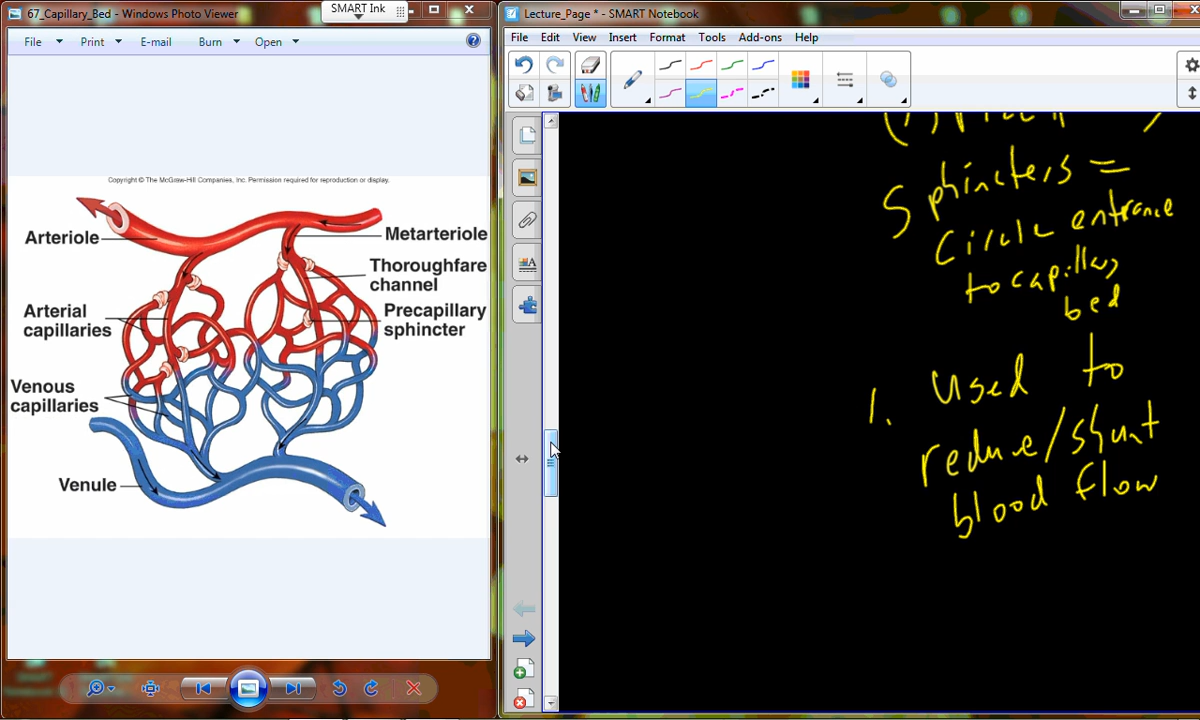 67_Capillary_Bed - Windows Photo Viewer
SMART Ink
File Print E-mail Burn Open
Copyright © The McGraw-Hill Companies, Inc. Permission required for reproduction or display.
Arteriole
Metarteriole
Thoroughfare
channel
Arterial
capillaries
Precapillary
sphincter
Venous
capillaries
Venule
Lecture_Page * - SMART Notebook
File Edit View Insert Format Tools Add-ons Help
Sphincters =
Circle entrance
to capillary
bed
1. Used to
reduce/shunt
blood flow